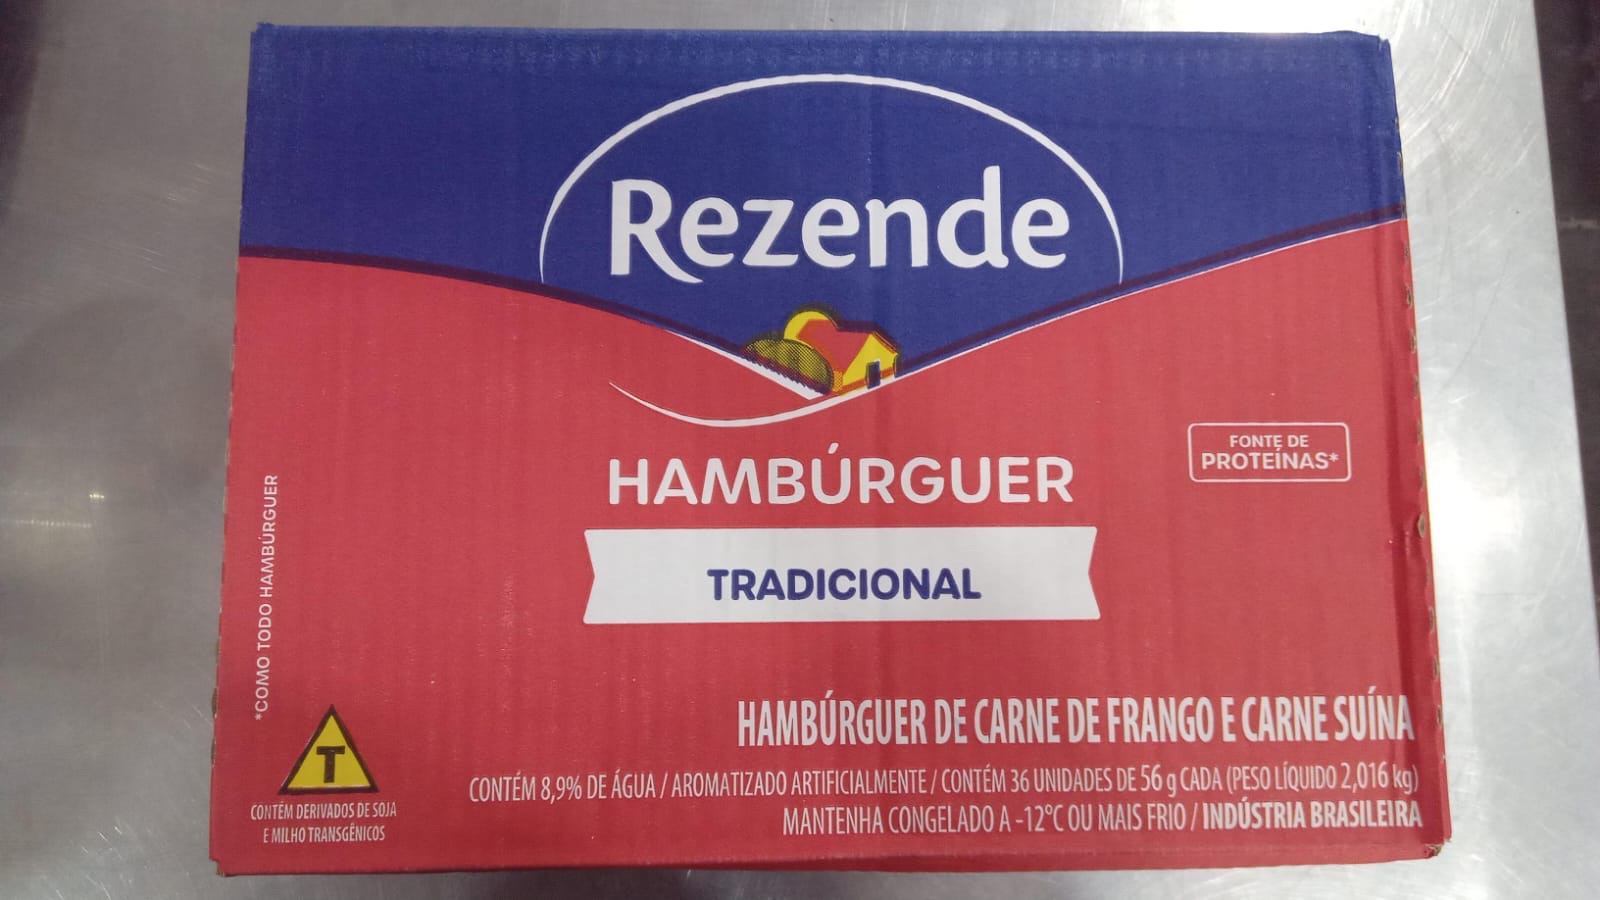 Rezende
HAMBÚRGUER
FONTE DE
PROTEÍNAS*
TRADICIONAL
*COMO TODO HAMBÚRGUER
HAMBÚRGUER DE CARNE DE FRANGO E CARNE SUÍNA
CONTÉM 8,9% DE ÁGUA / AROMATIZADO ARTIFICIALMENTE / CONTÉM 36 UNIDADES DE 56 g CADA (PESO LÍQUIDO 2,016 kg)
MANTENHA CONGELADO A -12°C OU MAIS FRIO / INDÚSTRIA BRASILEIRA
T
CONTÉM DERIVADOS DE SOJA
E MILHO TRANSGÊNICOS